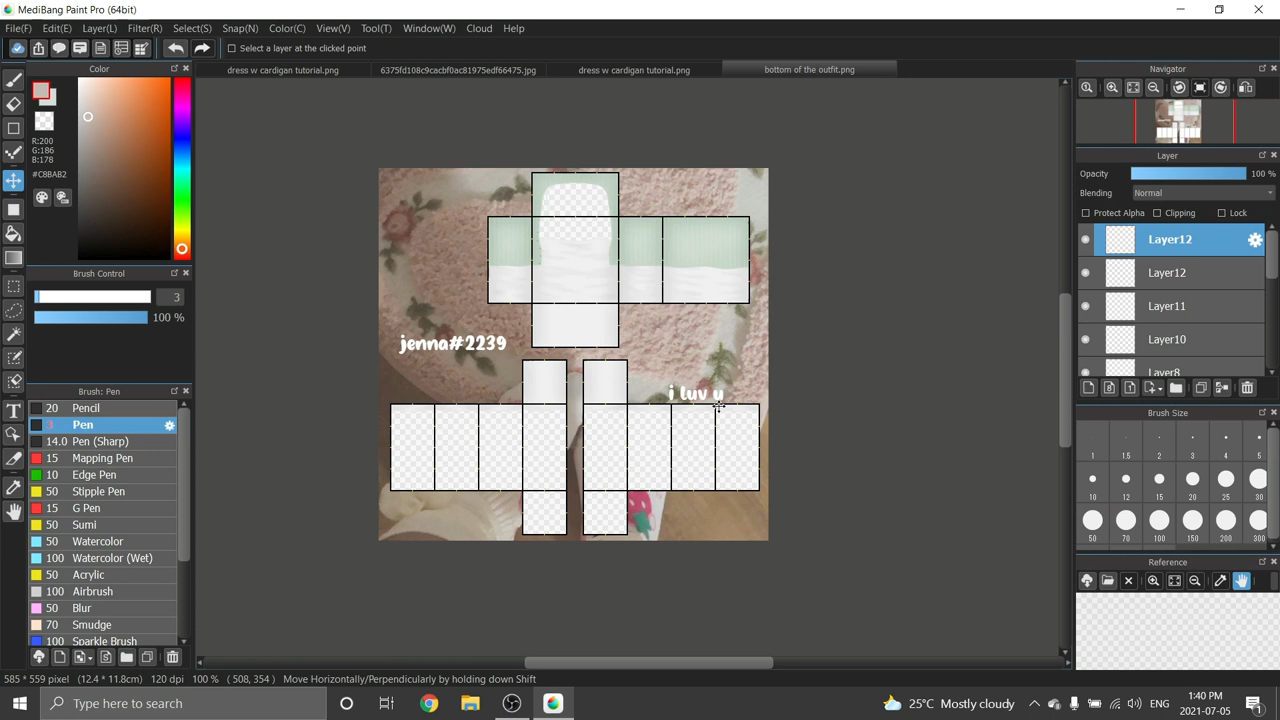 MediBang Paint Pro (64bit)
File(F) Edit(E) Layer(L) Filter(R) Select(S) Snap(N) Color(C) View(V) Tool(T) Window(W) Cloud Help
Select a layer at the clicked point
Color
dress w cardigan tutorial.png
6375fd108c9cacbf0ac81975edf66475.jpg
dress w cardigan tutorial.png
bottom of the outfit.png
Navigator
R:200
G:186
B:178
#C8BAB2
Brush Control
3
100 %
Brush: Pen
20 Pencil
3 Pen
14.0 Pen (Sharp)
15 Mapping Pen
10 Edge Pen
50 Stipple Pen
15 G Pen
50 Sumi
50 Watercolor
100 Watercolor (Wet)
50 Acrylic
100 Airbrush
50 Blur
70 Smudge
100 Sparkle Brush
jenna#2239
i luv u
Layer
Opacity 100 %
Blending Normal
Protect Alpha Clipping Lock
Layer12
Layer12
Layer11
Layer10
Layer8
Brush Size
1 1.5 2 3 4 5
10 12 15 20 25 30
50 70 100 150 200 300
Reference
585 * 559 pixel (12.4 * 11.8cm) 120 dpi 100 % ( 508, 354 ) Move Horizontally/Perpendicularly by holding down Shift
Type here to search
25°C Mostly cloudy
ENG
1:40 PM
2021-07-05
1